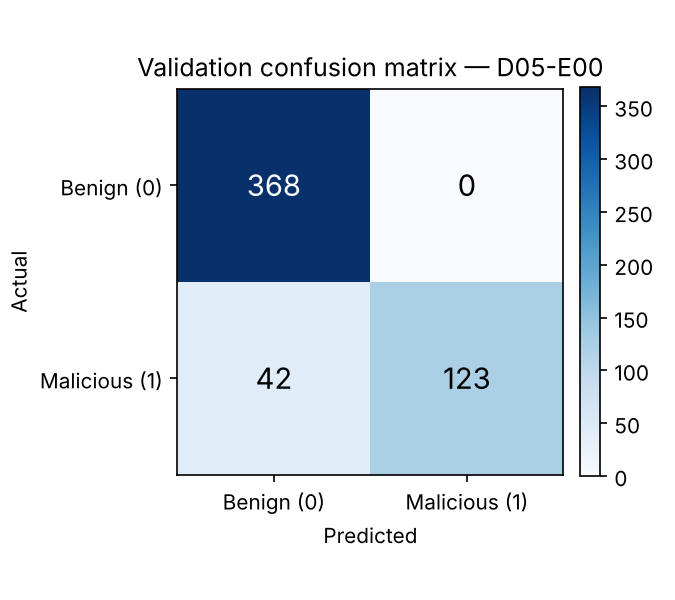 Validation confusion matrix — D05-E00
350
300
250
200
150
100
50
0
Actual
Benign (0)
368
0
Malicious (1)
42
123
Benign (0)
Malicious (1)
Predicted